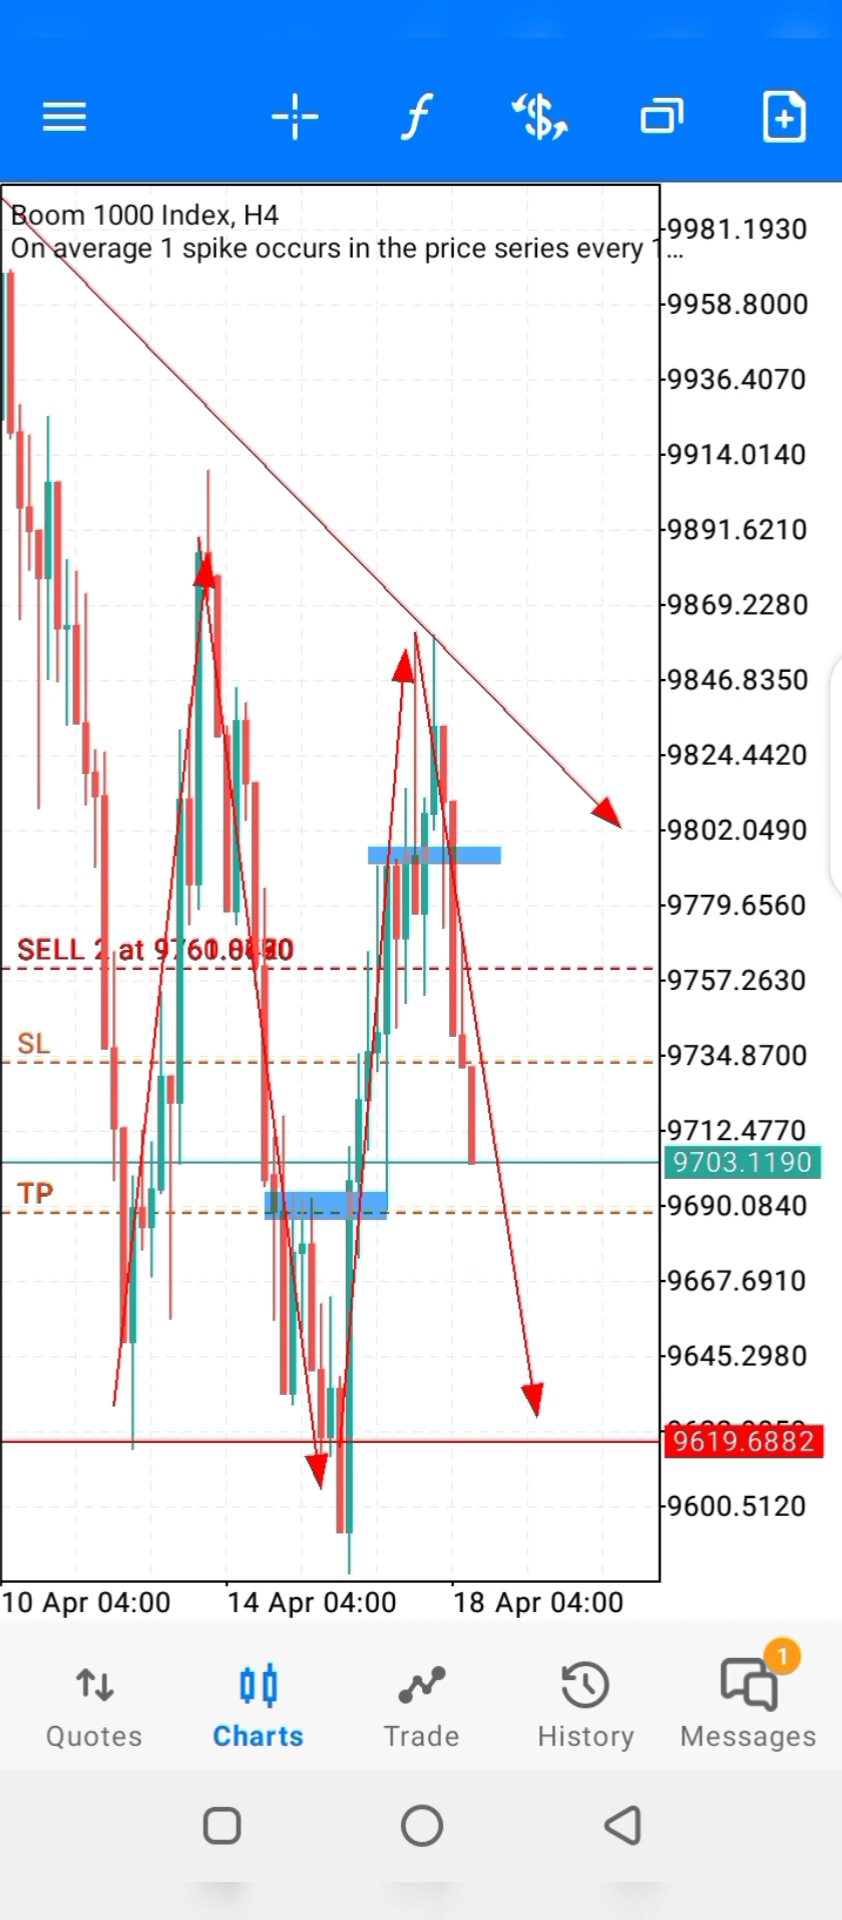 Boom 1000 Index, H4
On average 1 spike occurs in the price series every 1...
9981.1930
9958.8000
9936.4070
9914.0140
9891.6210
9869.2280
9846.8350
9824.4420
9802.0490
9779.6560
SELL 2 at
9757.2630
SL
9734.8700
9712.4770
9703.1190
TP
9690.0840
9667.6910
9645.2980
9619.6882
9600.5120
10 Apr 04:00 14 Apr 04:00 18 Apr 04:00
1
Quotes Charts Trade History Messages